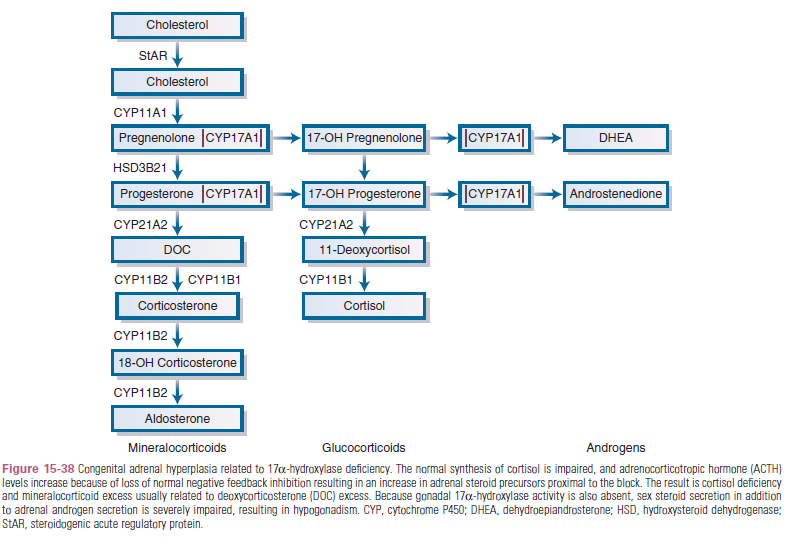 Cholesterol
StAR
Cholesterol
CYP11A1
Pregnenolone |CYP17A1| 17-OH Pregnenolone |CYP17A1| DHEA
HSD3B21
Progesterone |CYP17A1| 17-OH Progesterone |CYP17A1| Androstenedione
CYP21A2 CYP21A2
DOC 11-Deoxycortisol
CYP11B2 CYP11B1 CYP11B1
Corticosterone Cortisol
CYP11B2
18-OH Corticosterone
CYP11B2
Aldosterone
Mineralocorticoids Glucocorticoids Androgens
Figure 15-38 Congenital adrenal hyperplasia related to 17α-hydroxylase deficiency. The normal synthesis of cortisol is impaired, and adrenocorticotropic hormone (ACTH)
levels increase because of loss of normal negative feedback inhibition resulting in an increase in adrenal steroid precursors proximal to the block. The result is cortisol deficiency
and mineralocorticoid excess usually related to deoxycorticosterone (DOC) excess. Because gonadal 17α-hydroxylase activity is also absent, sex steroid secretion in addition
to adrenal androgen secretion is severely impaired, resulting in hypogonadism. CYP, cytochrome P450; DHEA, dehydroepiandrosterone; HSD, hydroxysteroid dehydrogenase;
StAR, steroidogenic acute regulatory protein.